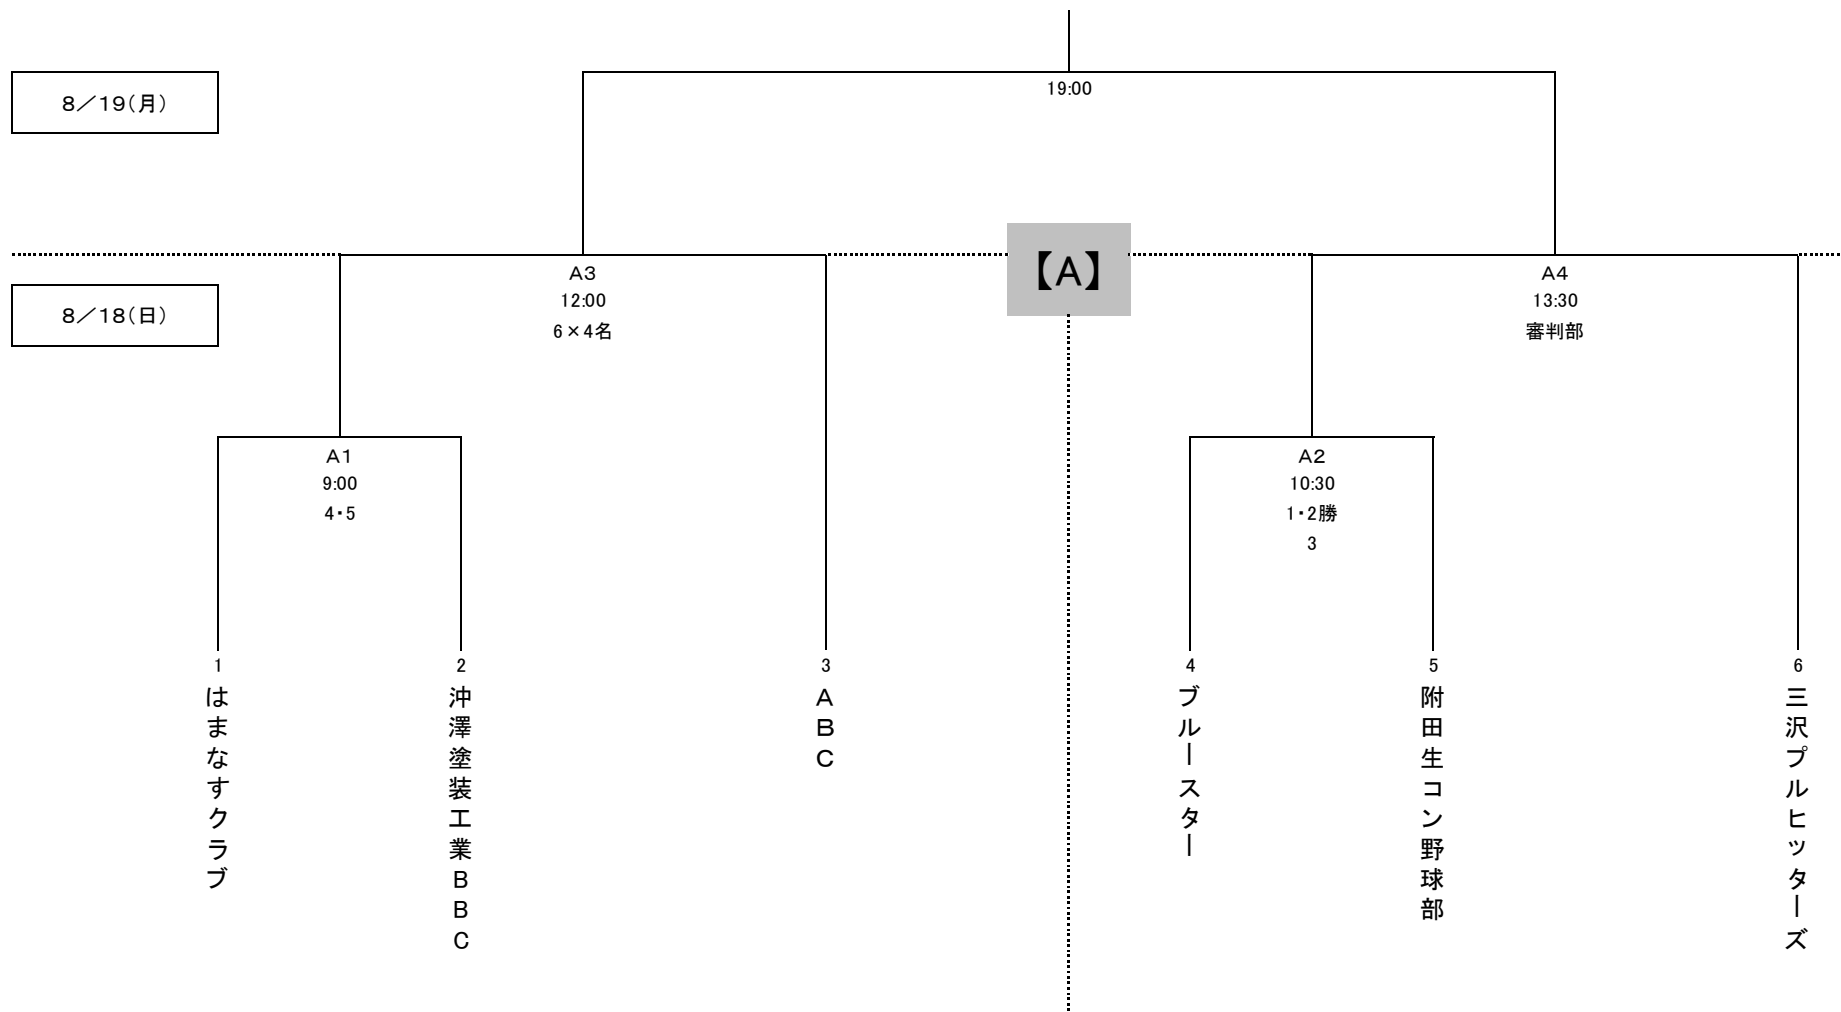 19:00
８／１９（月）
【A】
A3
12:00
6×4名
A4
13:30
審判部
８／１８（日）
A1
9:00
4・5
A2
10:30
1・2勝
3
1
はまなすクラブ
2
沖澤塗装工業BBC
3
ABC
4
ブルースター
5
附田生コン野球部
6
三沢プルヒッターズ